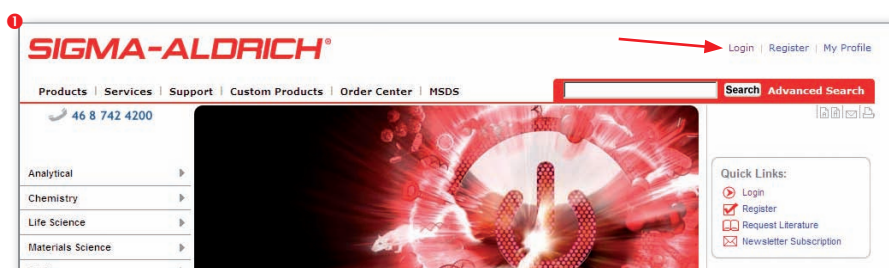 1
SIGMA-ALDRICH®
Login | Register | My Profile
Products | Services | Support | Custom Products | Order Center | MSDS
Search Advanced Search
46 8 742 4200
Analytical
Chemistry
Life Science
Materials Science
Quick Links:
Login
Register
Request Literature
Newsletter Subscription